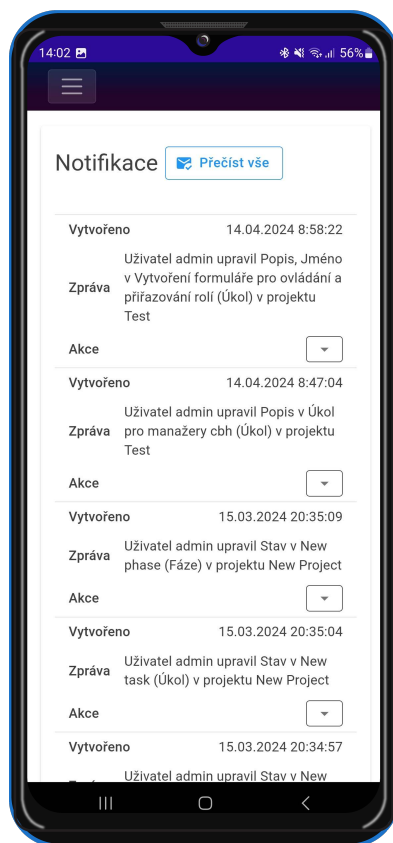 14:02 56%
Notifikace Přečíst vše
Vytvořeno 14.04.2024 8:58:22
Uživatel admin upravil Popis, Jméno
v Vytvoření formuláře pro ovládání a
Zpráva přiřazování rolí (Úkol) v projektu
Test
Akce
Vytvořeno 14.04.2024 8:47:04
Uživatel admin upravil Popis v Úkol
Zpráva pro manažery cbh (Úkol) v projektu
Test
Akce
Vytvořeno 15.03.2024 20:35:09
Uživatel admin upravil Stav v New
Zpráva phase (Fáze) v projektu New Project
Akce
Vytvořeno 15.03.2024 20:35:04
Uživatel admin upravil Stav v New
Zpráva task (Úkol) v projektu New Project
Akce
Vytvořeno 15.03.2024 20:34:57
Uživatel admin upravil Stav v New